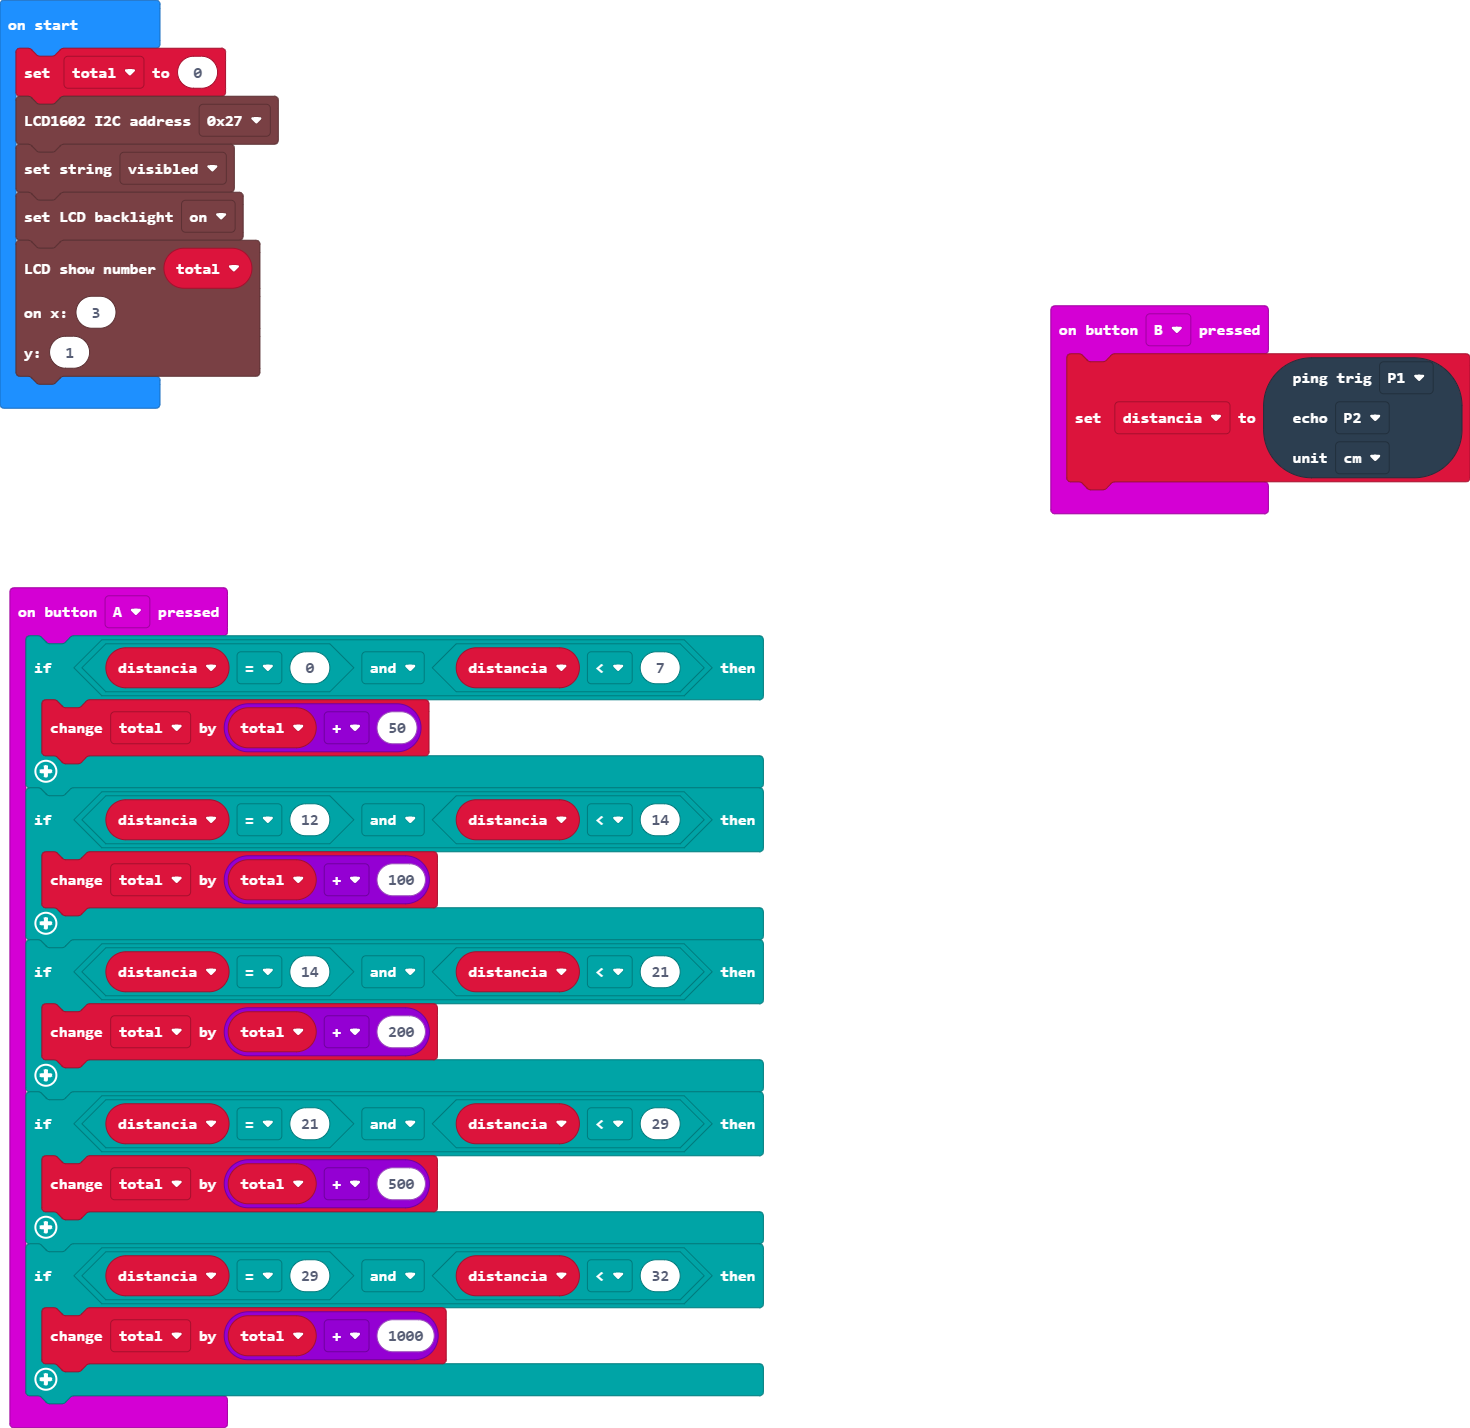 on start
set total to 0
LCD1602 I2C address 0x27
set string visibled
set LCD backlight on
LCD show number total
on x: 3
y: 1
on button B pressed
ping trig P1
set distancia to echo P2
unit cm
on button A pressed
if distancia = 0 and distancia < 7 then
change total by total + 50
if distancia = 12 and distancia < 14 then
change total by total + 100
if distancia = 14 and distancia < 21 then
change total by total + 200
if distancia = 21 and distancia < 29 then
change total by total + 500
if distancia = 29 and distancia < 32 then
change total by total + 1000